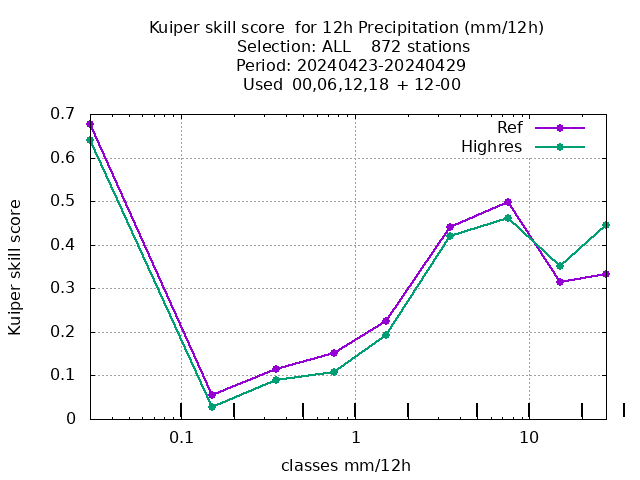 Kuiper skill score  for 12h Precipitation (mm/12h)
Selection: ALL    872 stations
Period: 20240423-20240429
Used  00,06,12,18  + 12-00
Ref
Highres
Kuiper skill score
0.7
0.6
0.5
0.4
0.3
0.2
0.1
0
0.1 1 10
classes mm/12h